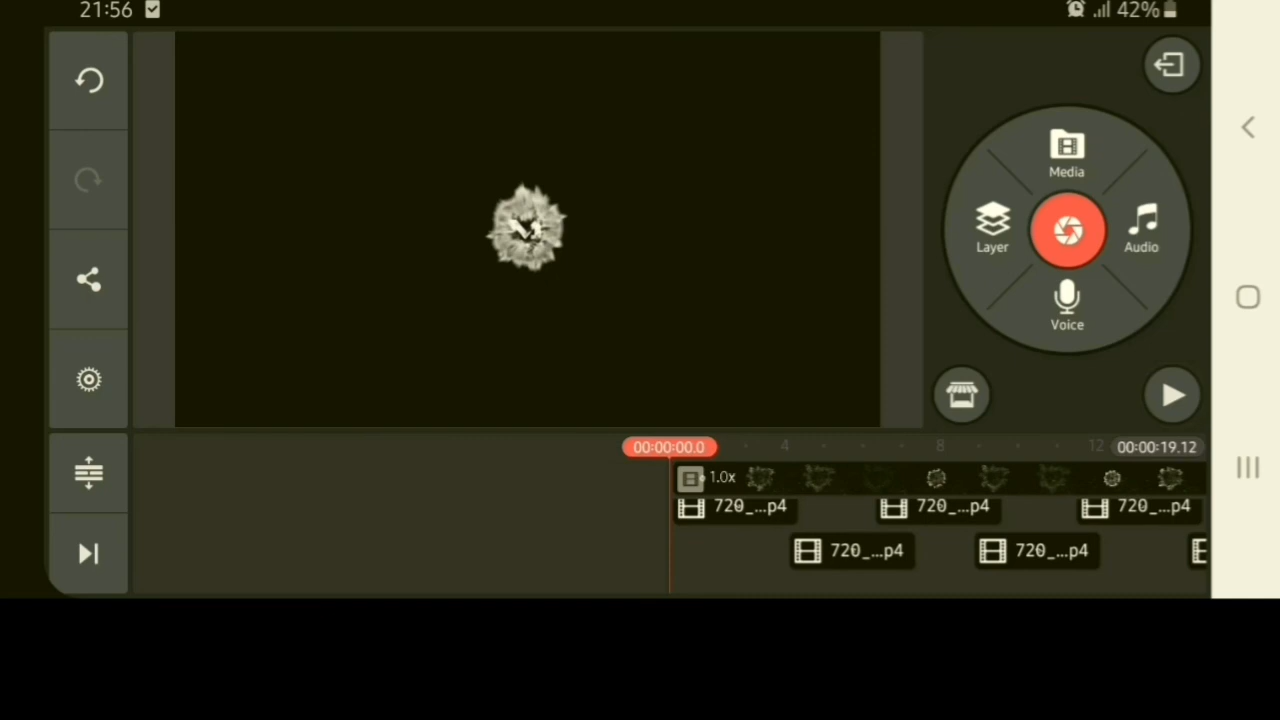 21:56
42%
Media
Layer
Audio
Voice
00:00:00.0
4
8
12
00:00:19.12
1.0x
720_...p4
720_...p4
720_...p4
720_...p4
720_...p4